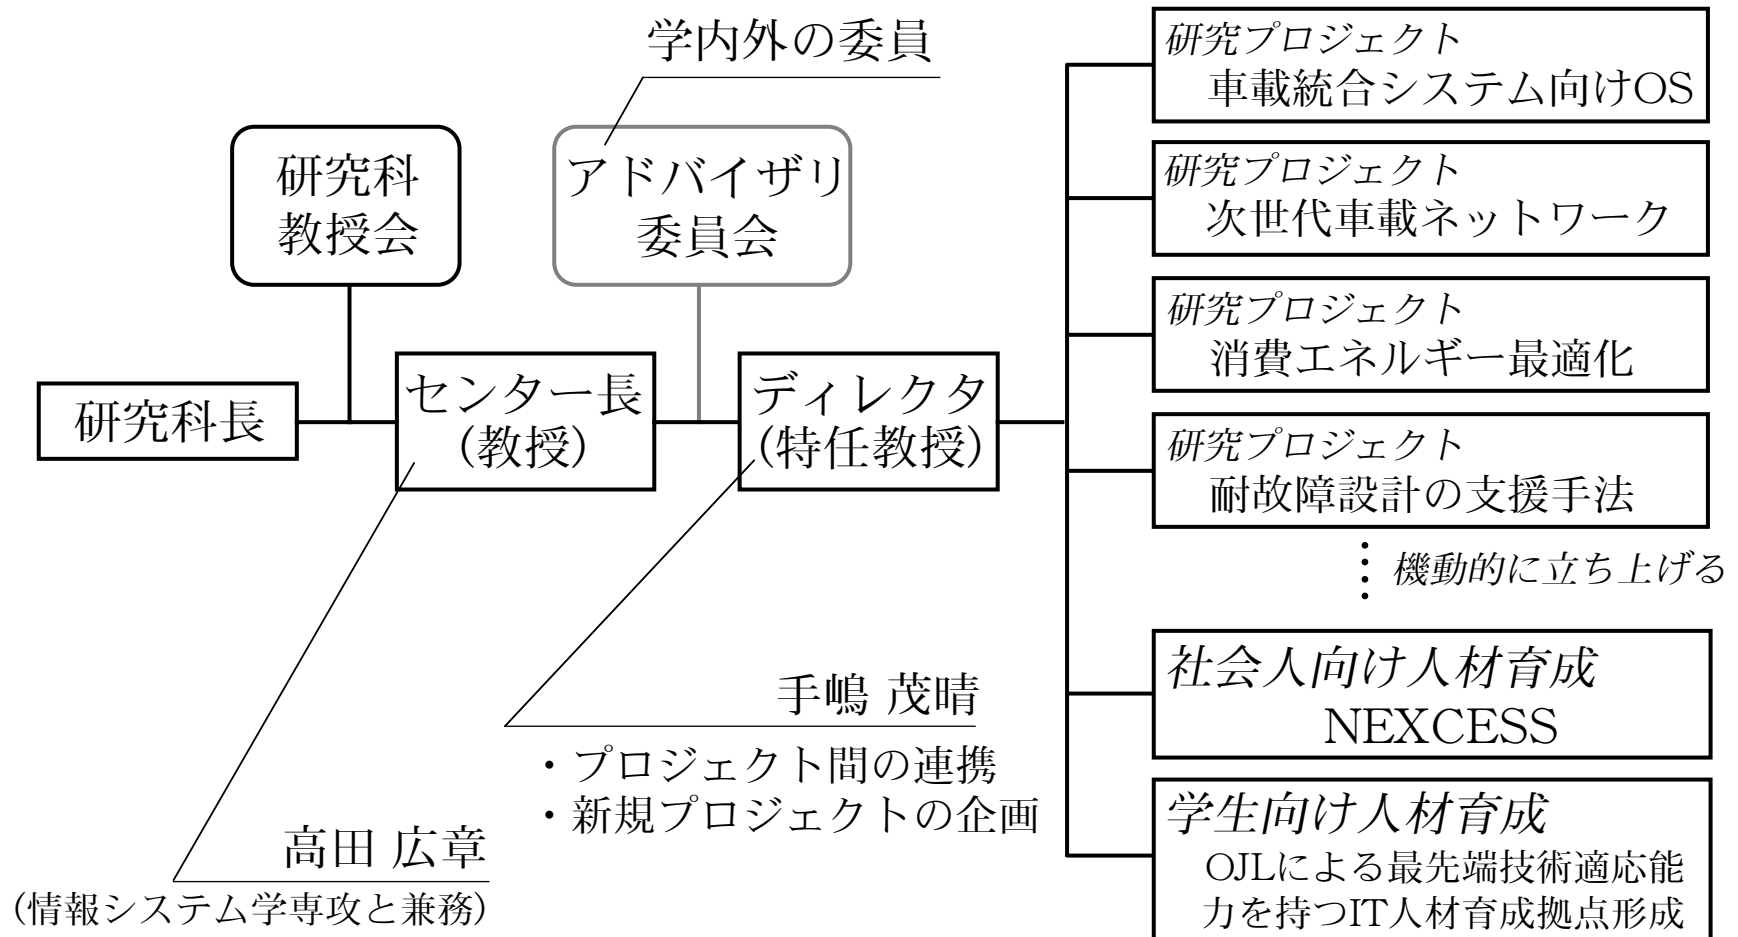 学内外の委員
研究科
教授会
アドバイザリ
委員会
研究科長
センター長
(教授)
ディレクタ
(特任教授)
手嶋 茂晴
・プロジェクト間の連携
・新規プロジェクトの企画
高田 広章
(情報システム学専攻と兼務)
研究プロジェクト
車載統合システム向けOS
研究プロジェクト
次世代車載ネットワーク
研究プロジェクト
消費エネルギー最適化
研究プロジェクト
耐故障設計の支援手法
機動的に立ち上げる
社会人向け人材育成
NEXCESS
学生向け人材育成
OJLによる最先端技術適応能
力を持つIT人材育成拠点形成